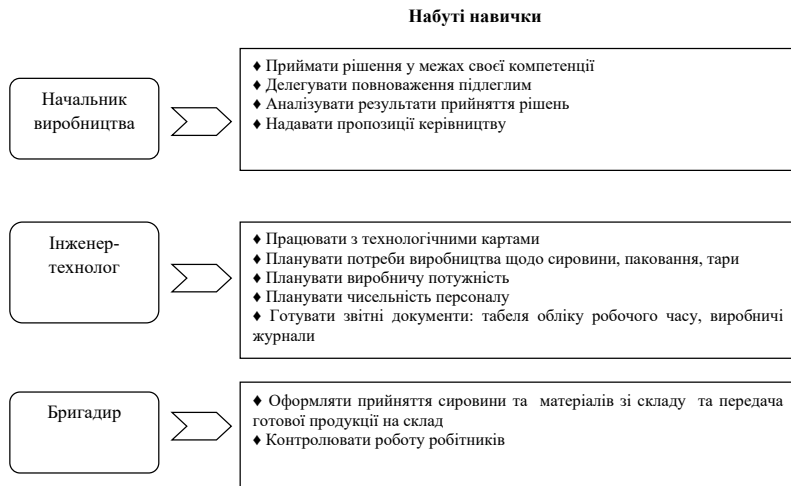 Набуті навички
Начальник
виробництва
♦ Приймати рішення у межах своєї компетенції
♦ Делегувати повноваження підлеглим
♦ Аналізувати результати прийняття рішень
♦ Надавати пропозиції керівництву
Інженер-
технолог
♦ Працювати з технологічними картами
♦ Планувати потреби виробництва щодо сировини, паковання, тари
♦ Планувати виробничу потужність
♦ Планувати чисельність персоналу
♦ Готувати звітні документи: табеля обліку робочого часу, виробничі
журнали
Бригадир
♦ Оформляти прийняття сировини та матеріалів зі складу та передача
готової продукції на склад
♦ Контролювати роботу робітників